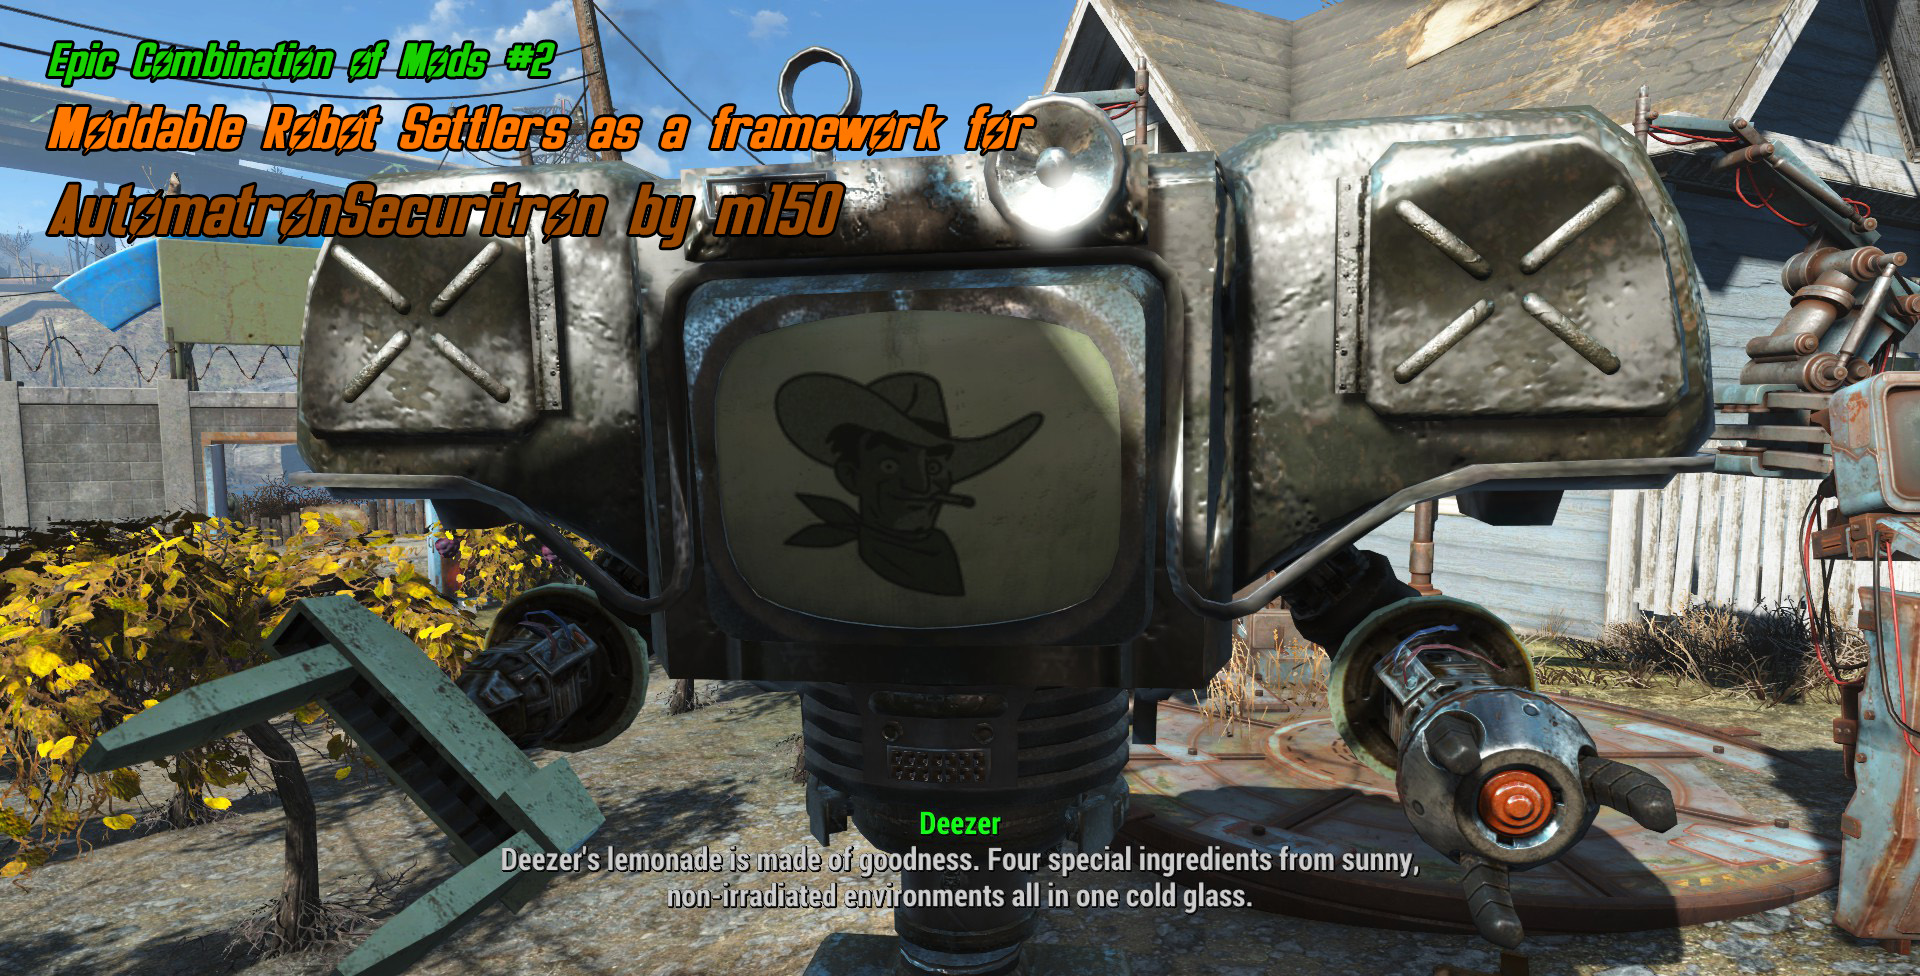 Epic Combination of Mods #2
Moddable Robot Settlers as a framework for
AutomatronSecuritron by m150
Deezer
Deezer's lemonade is made of goodness. Four special ingredients from sunny,
non-irradiated environments all in one cold glass.